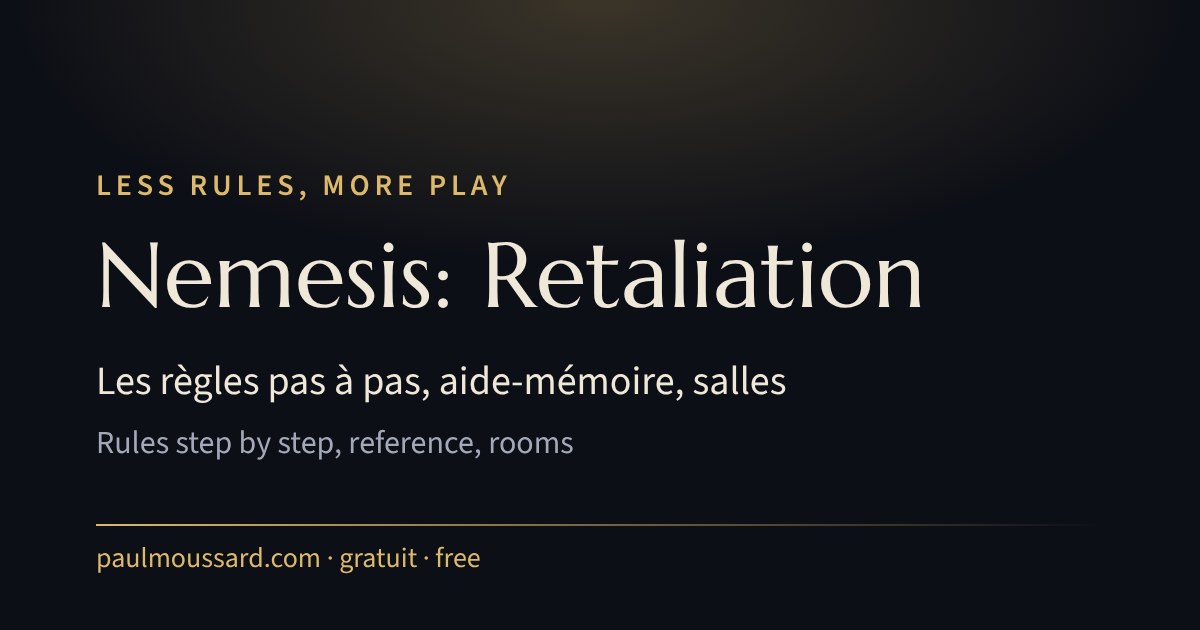 LESS RULES, MORE PLAY
Nemesis: Retaliation
Les règles pas à pas, aide-mémoire, salles
Rules step by step, reference, rooms
paulmoussard.com · gratuit · free